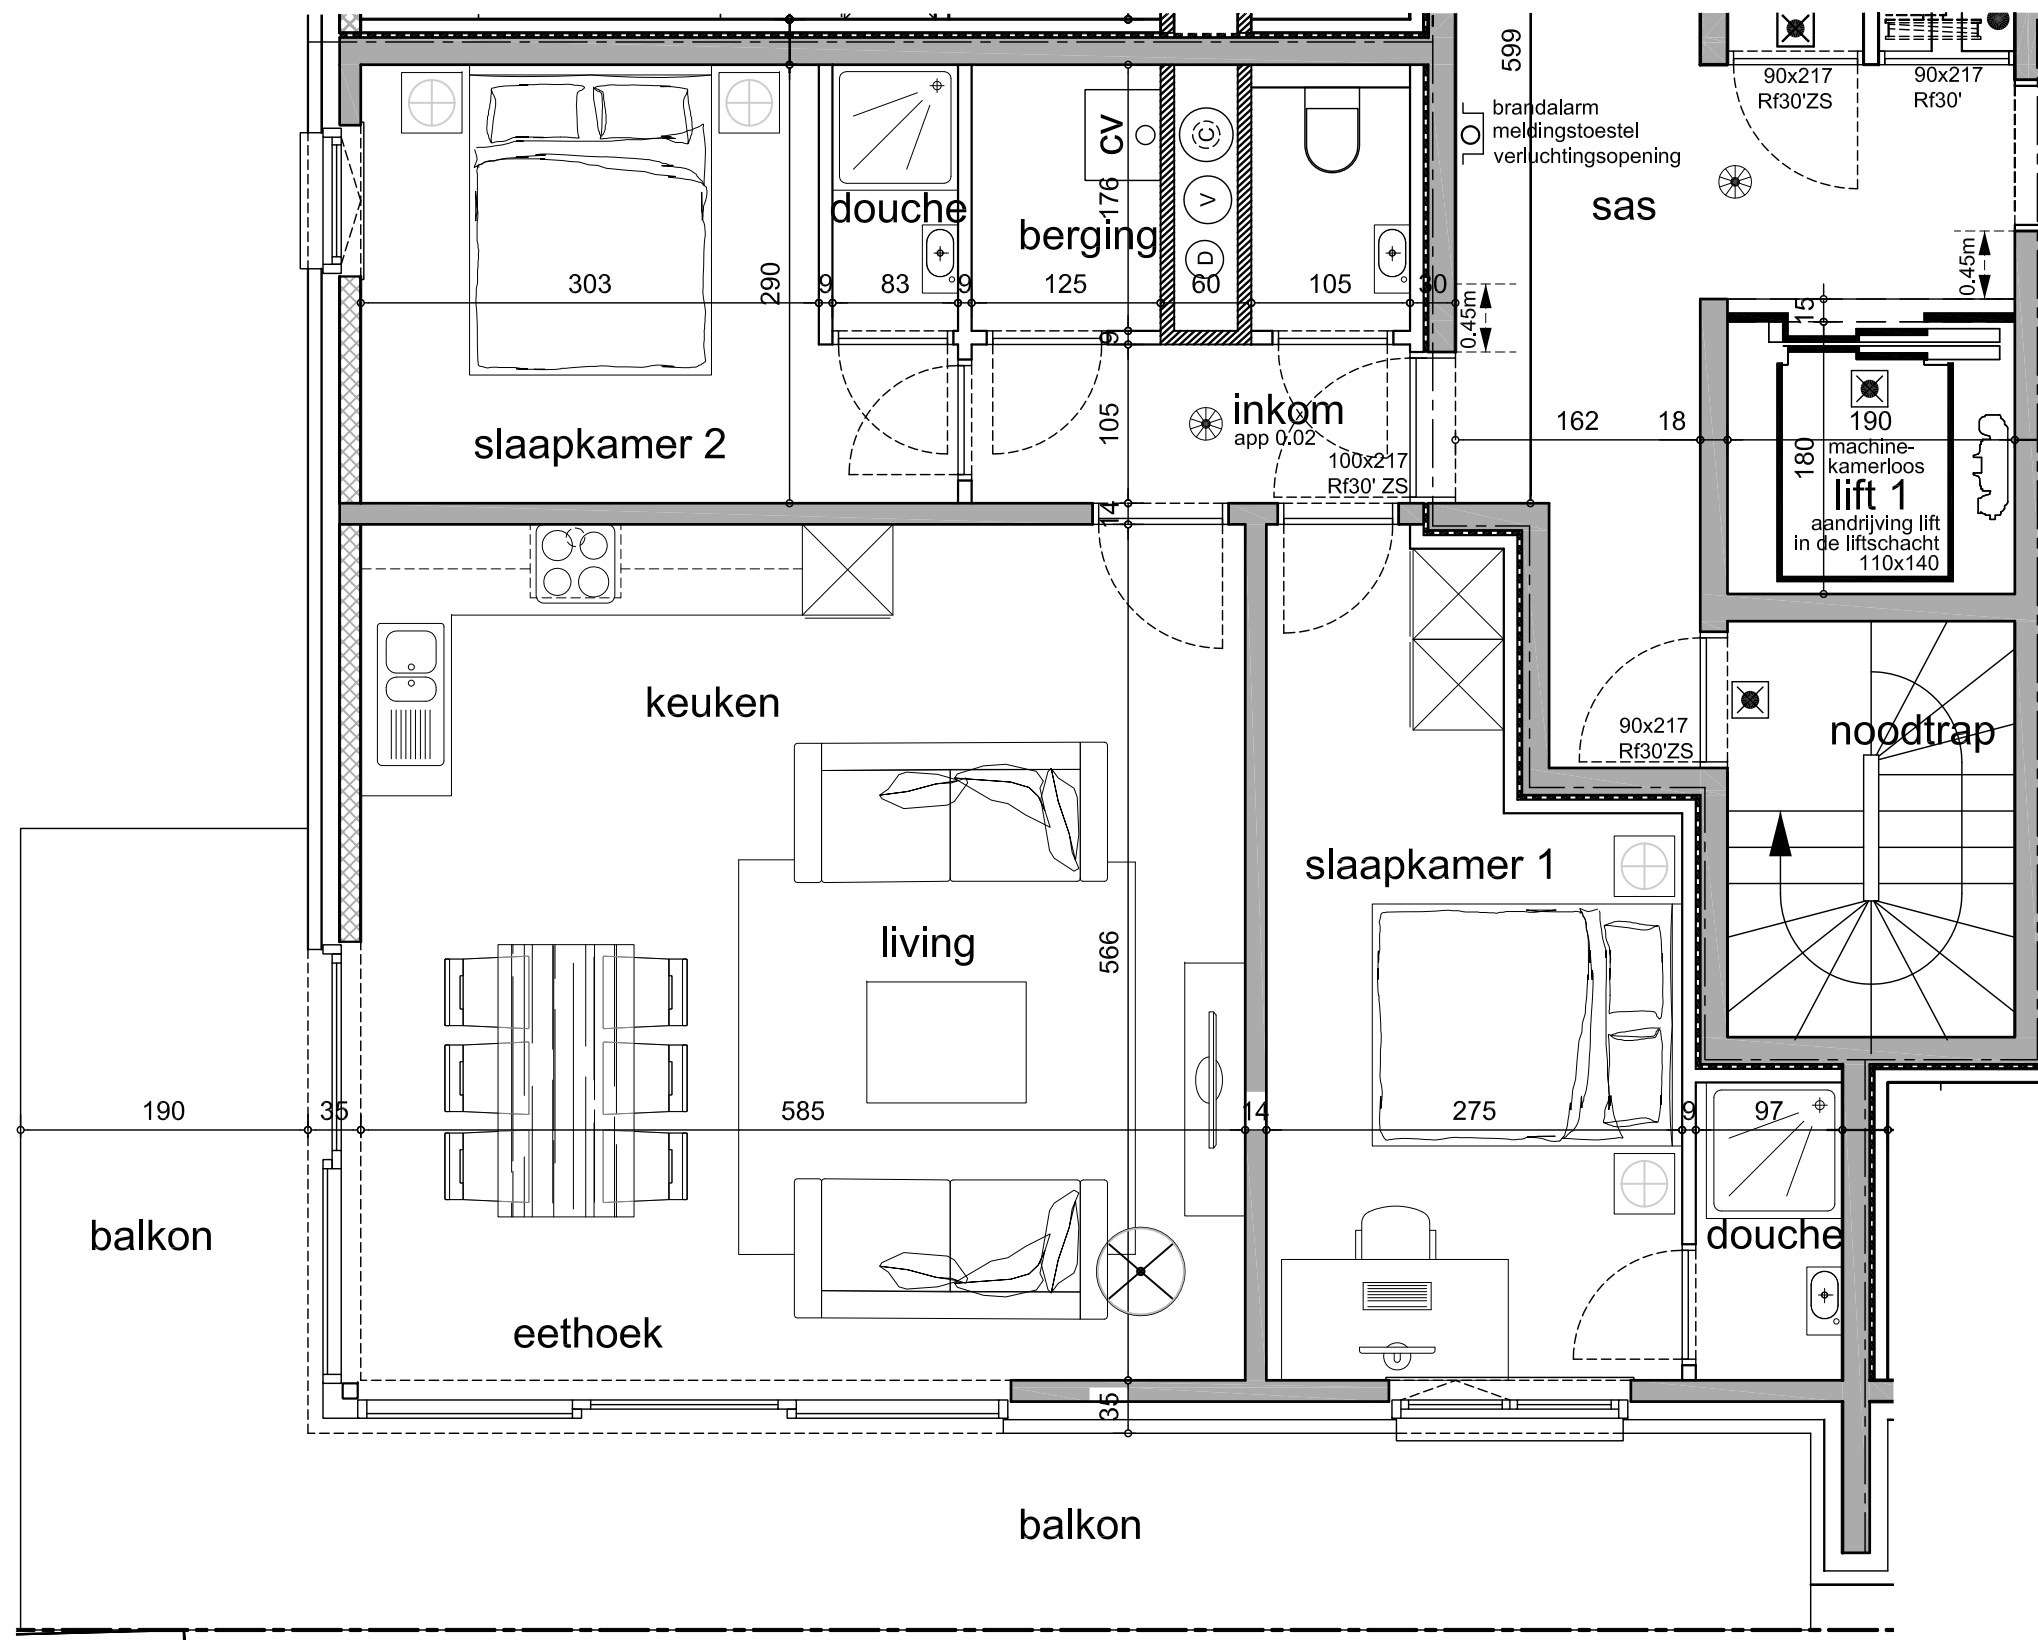 599
90x217
Rf30'ZS
90x217
Rf30'
brandalarm
meldingstoestel
verluchtingsopening
cv
C
V
D
176
douche
berging
sas
303
290
9
83
9
125
60
105
30
0.45m
0.45m
15
9
105
inkom
app 0.02
slaapkamer 2
100x217
Rf30' ZS
162
18
190
180
machine-
kamerloos
lift 1
aandrijving lift
in de liftschacht
110x140
14
keuken
90x217
Rf30'ZS
noodtrap
slaapkamer 1
living
566
190
35
585
14
275
9
97
balkon
douche
eethoek
35
balkon